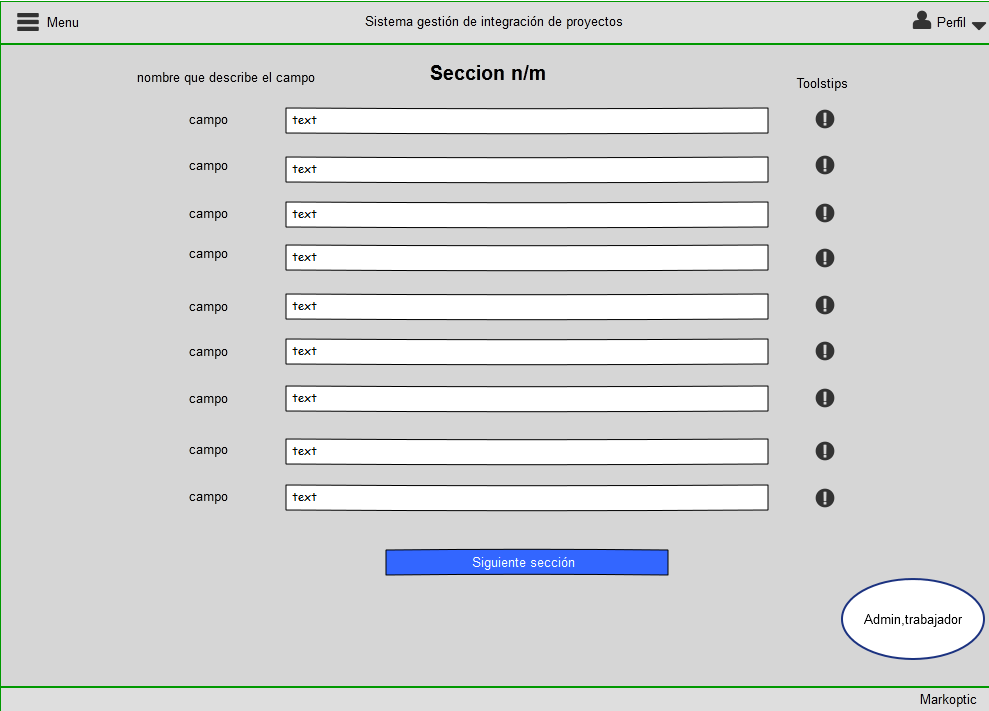 Menu
Sistema gestión de integración de proyectos
Perfil
Seccion n/m
nombre que describe el campo
Toolstips
campo
text
campo
text
campo
text
campo
text
campo
text
campo
text
campo
text
campo
text
campo
text
Siguiente sección
Admin,trabajador
Markoptic